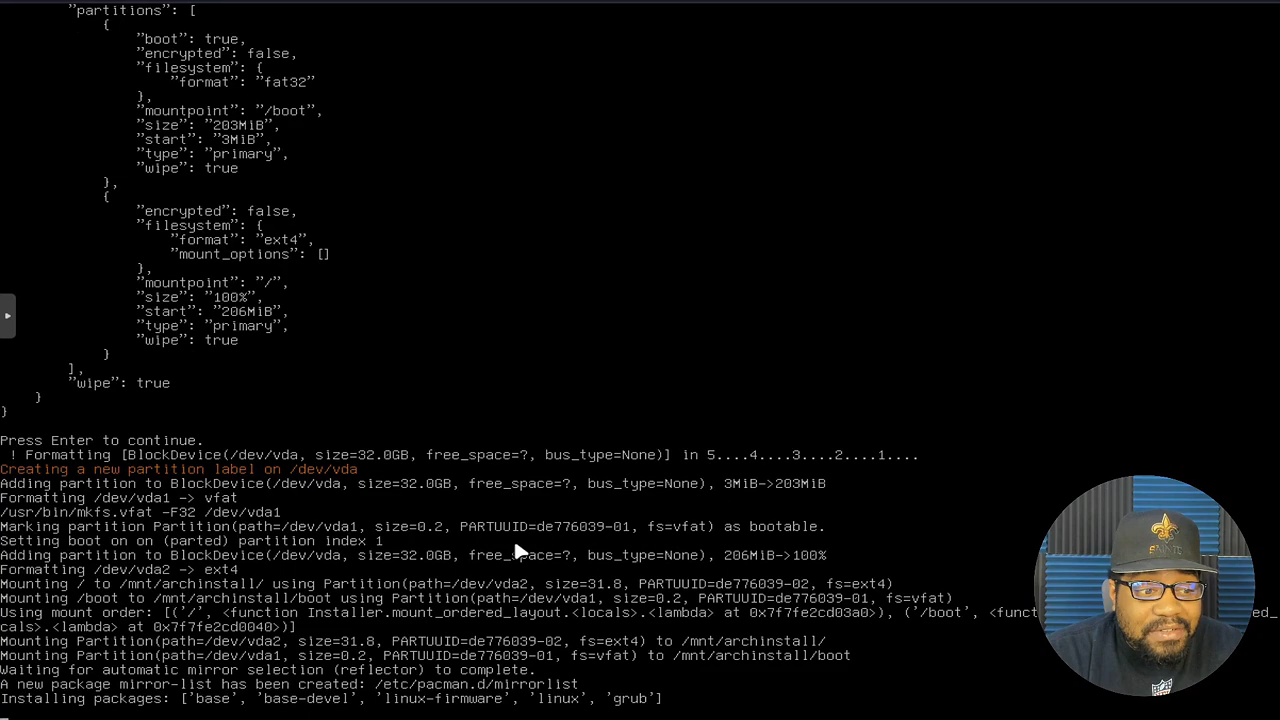 "partitions": [
{
"boot": true,
"encrypted": false,
"filesystem": {
"format": "fat32"
},
"mountpoint": "/boot",
"size": "203MiB",
"start": "3MiB",
"type": "primary",
"wipe": true
},
{
"encrypted": false,
"filesystem": {
"format": "ext4",
"mount_options": []
},
"mountpoint": "/",
"size": "100%",
"start": "206MiB",
"type": "primary",
"wipe": true
}
],
"wipe": true
}
}
Press Enter to continue.
! Formatting [BlockDevice(/dev/vda, size=32.0GB, free_space=?, bus_type=None)] in 5....4....3....2....1....
Creating a new partition label on /dev/vda
Adding partition to BlockDevice(/dev/vda, size=32.0GB, free_space=?, bus_type=None), 3MiB->203MiB
Formatting /dev/vda1 -> vfat
/usr/bin/mkfs.vfat -F32 /dev/vda1
Marking partition Partition(path=/dev/vda1, size=0.2, PARTUUID=de776039-01, fs=vfat) as bootable.
Setting boot on on (parted) partition index 1
Adding partition to BlockDevice(/dev/vda, size=32.0GB, free_space=?, bus_type=None), 206MiB->100%
Formatting /dev/vda2 -> ext4
Mounting / to /mnt/archinstall/ using Partition(path=/dev/vda2, size=31.8, PARTUUID=de776039-02, fs=ext4)
Mounting /boot to /mnt/archinstall/boot using Partition(path=/dev/vda1, size=0.2, PARTUUID=de776039-01, fs=vfat)
Using mount order: [('/', <function Installer.mount_ordered_layout.<locals>.<lambda> at 0x7f7fe2cd03a0>), ('/boot',
cals>.<lambda> at 0x7f7fe2cd0040>)]
Mounting Partition(path=/dev/vda2, size=31.8, PARTUUID=de776039-02, fs=ext4) to /mnt/archinstall/
Mounting Partition(path=/dev/vda1, size=0.2, PARTUUID=de776039-01, fs=vfat) to /mnt/archinstall/boot
Waiting for automatic mirror selection (reflector) to complete.
A new package mirror-list has been created: /etc/pacman.d/mirrorlist
Installing packages: ['base', 'base-devel', 'linux-firmware', 'linux', 'grub']